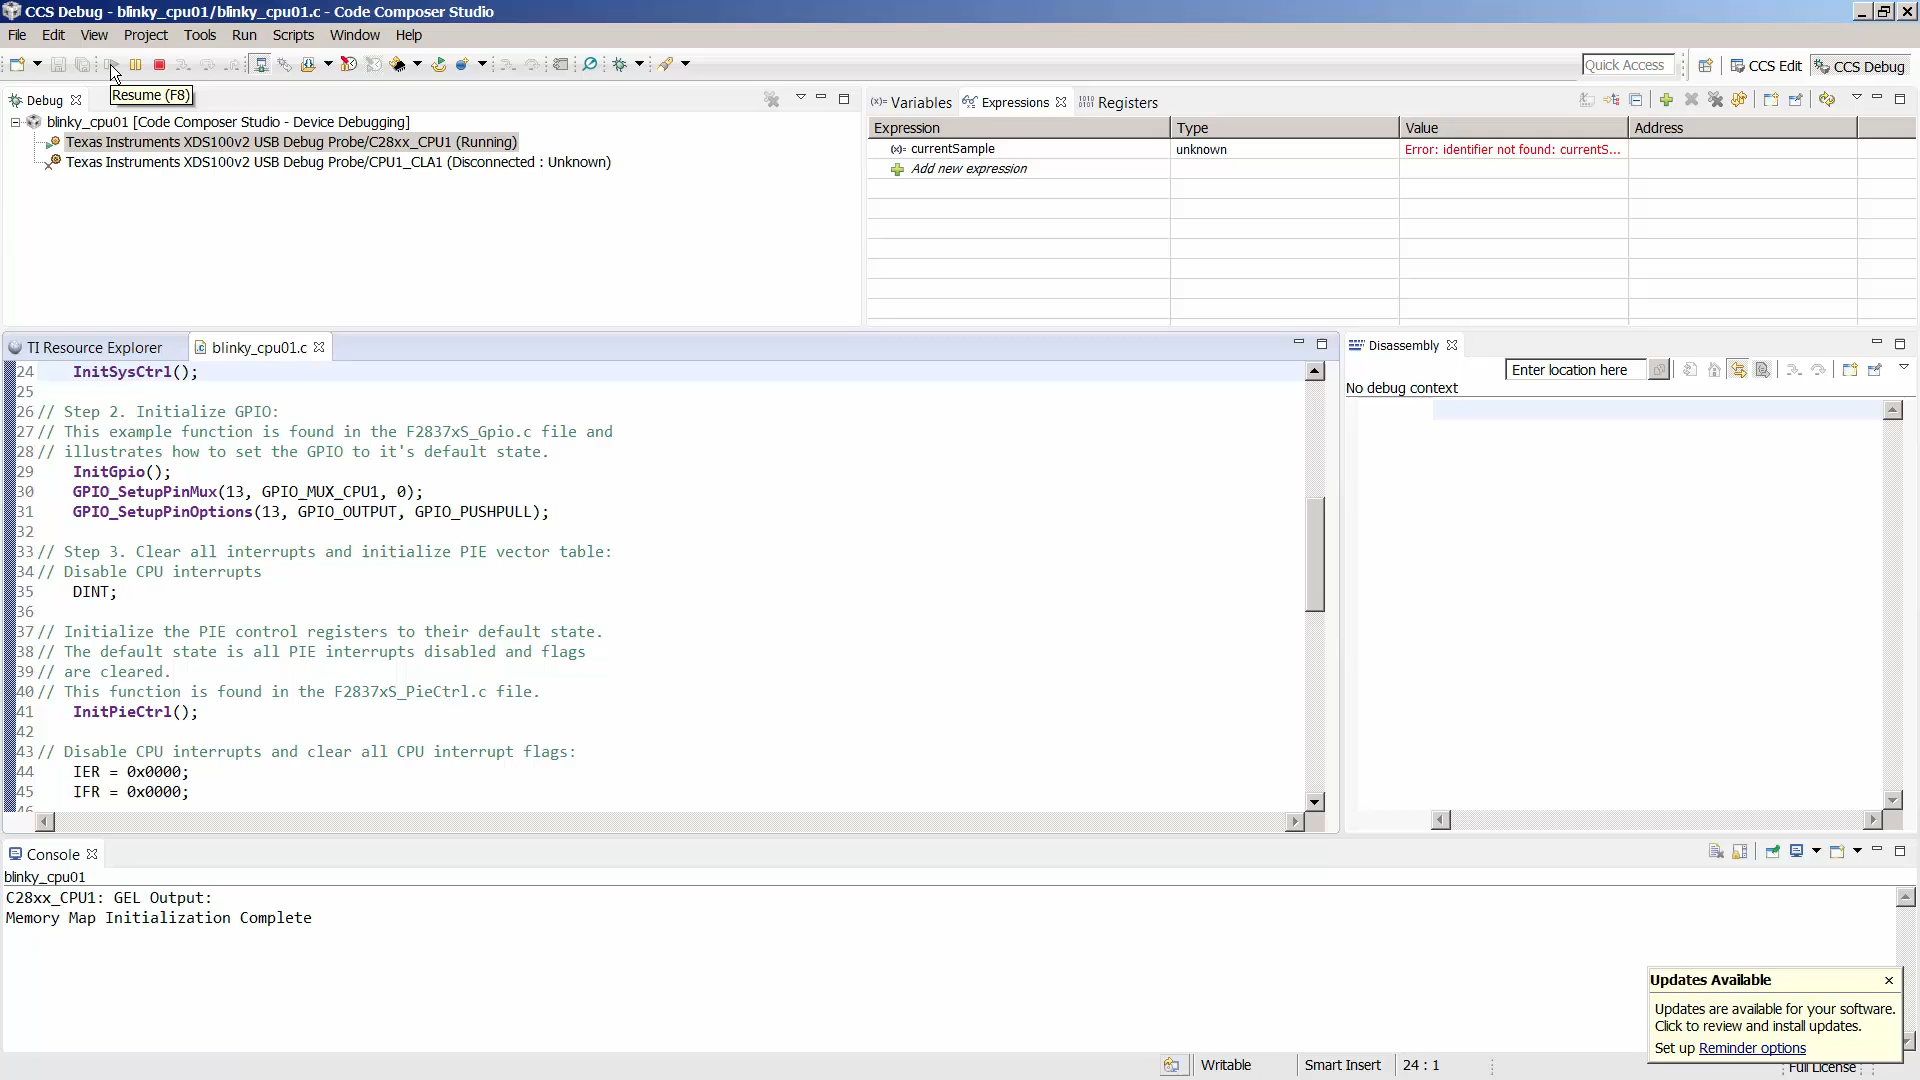 CCS Debug - blinky_cpu01/blinky_cpu01.c - Code Composer Studio
File Edit View Project Tools Run Scripts Window Help
Quick Access CCS Edit CCS Debug
Resume (F8)
Debug
blinky_cpu01 [Code Composer Studio - Device Debugging]
Texas Instruments XDS100v2 USB Debug Probe/C28xx_CPU1 (Running)
Texas Instruments XDS100v2 USB Debug Probe/CPU1_CLA1 (Disconnected : Unknown)
(x)= Variables Expressions Registers
Expression Type Value Address
(x)= currentSample unknown Error: identifier not found: currentS...
Add new expression
TI Resource Explorer blinky_cpu01.c
24 InitSysCtrl();
25
26 // Step 2. Initialize GPIO:
27 // This example function is found in the F2837xS_Gpio.c file and
28 // illustrates how to set the GPIO to it's default state.
29 InitGpio();
30 GPIO_SetupPinMux(13, GPIO_MUX_CPU1, 0);
31 GPIO_SetupPinOptions(13, GPIO_OUTPUT, GPIO_PUSHPULL);
32
33 // Step 3. Clear all interrupts and initialize PIE vector table:
34 // Disable CPU interrupts
35 DINT;
36
37 // Initialize the PIE control registers to their default state.
38 // The default state is all PIE interrupts disabled and flags
39 // are cleared.
40 // This function is found in the F2837xS_PieCtrl.c file.
41 InitPieCtrl();
42
43 // Disable CPU interrupts and clear all CPU interrupt flags:
44 IER = 0x0000;
45 IFR = 0x0000;
46
Disassembly
Enter location here
No debug context
Console
blinky_cpu01
C28xx_CPU1: GEL Output:
Memory Map Initialization Complete
Updates Available
Updates are available for your software.
Click to review and install updates.
Set up Reminder options
Writable Smart Insert 24 : 1 Full License